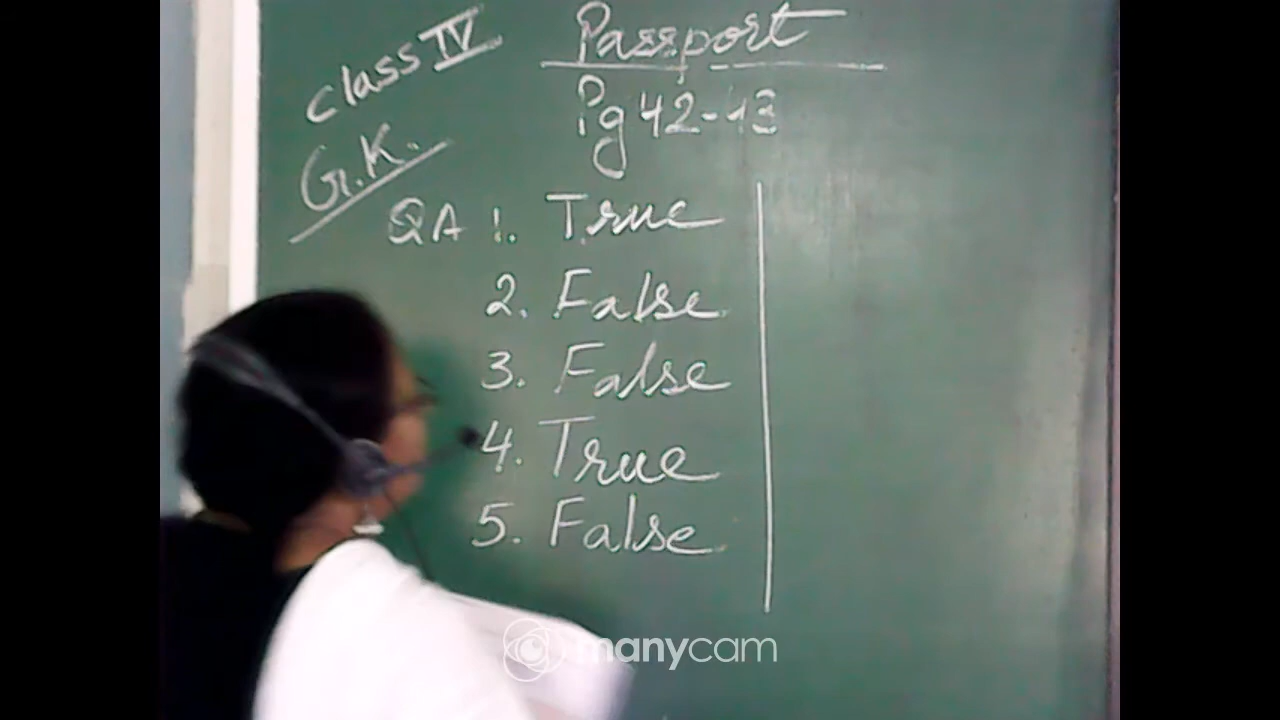 Class IV
G.K.
Passport
Pg 42-43
QA 1. True
2. False
3. False
4. True
5. False
manycam